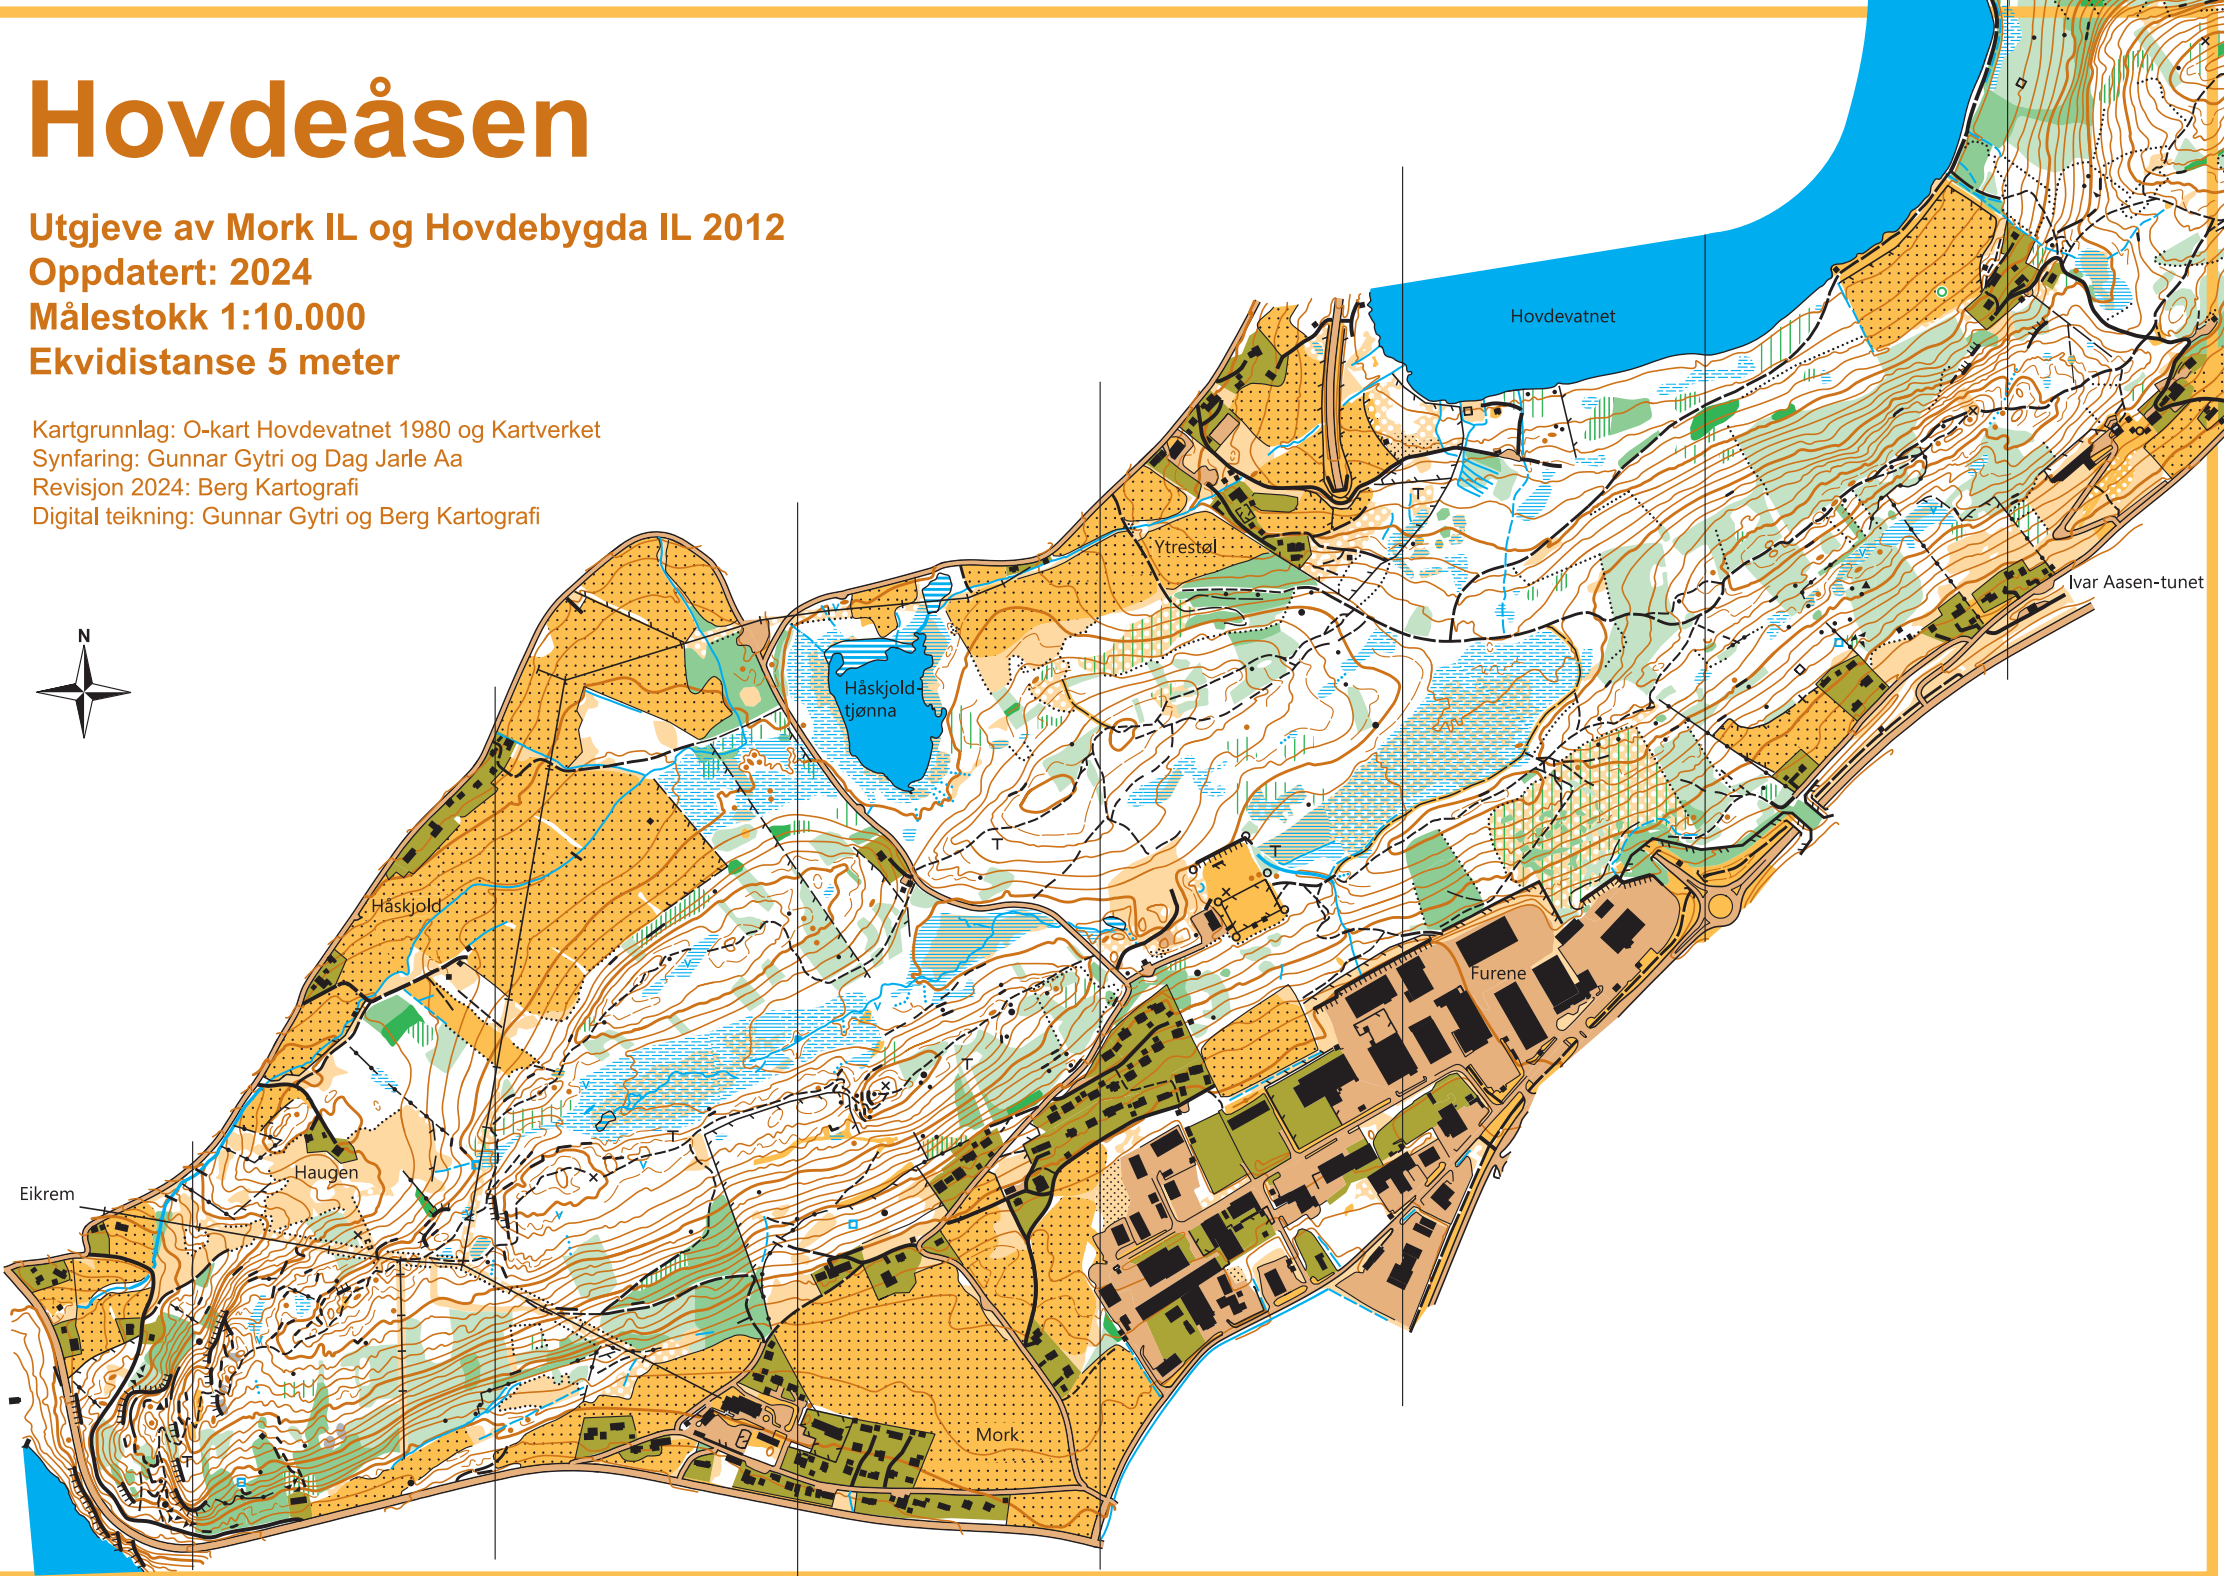 Hovdeåsen
Utgjeve av Mork IL og Hovdebygda IL 2012
Oppdatert: 2024
Målestokk 1:10.000
Ekvidistanse 5 meter
Kartgrunnlag: O-kart Hovdevatnet 1980 og Kartverket
Synfaring: Gunnar Gytri og Dag Jarle Aa
Revisjon 2024: Berg Kartografi
Digital teikning: Gunnar Gytri og Berg Kartografi
Hovdevatnet
Ytrestøl
Ivar Aasen-tunet
N
Håskjold-
tjønna
Håskjold
Furene
Haugen
Eikrem
Mork